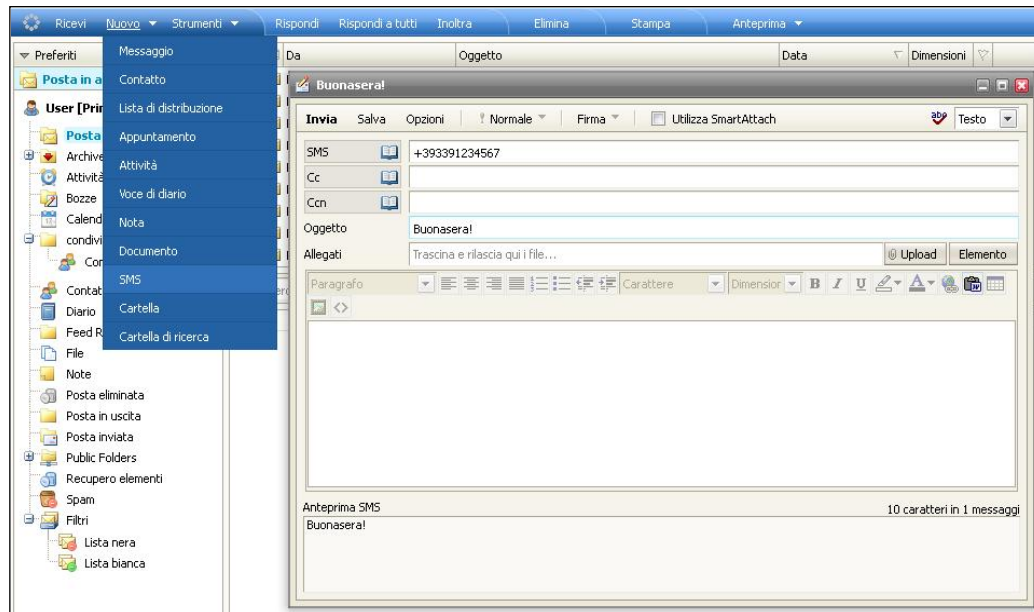 Ricevi Nuovo Strumenti Rispondi Rispondi a tutti Inoltra Elimina Stampa Anteprima
Preferiti
Da Oggetto Data Dimensioni
Messaggio
Contatto
Lista di distribuzione
Appuntamento
Attività
Voce di diario
Nota
Documento
SMS
Cartella
Cartella di ricerca
Posta in a
User [Prin
Posta
Archive
Attività
Bozze
Calend
condivi
Con
Contat
Diario
Feed R
File
Note
Posta eliminata
Posta in uscita
Posta inviata
Public Folders
Recupero elementi
Spam
Filtri
Lista nera
Lista bianca
Buonasera!
Invia Salva Opzioni ! Normale Firma Utilizza SmartAttach abc Testo
SMS +393391234567
Cc
Ccn
Oggetto Buonasera!
Allegati Trascina e rilascia qui i file... Upload Elemento
Paragrafo Carattere Dimension B I U A
Anteprima SMS 10 caratteri in 1 messaggi
Buonasera!